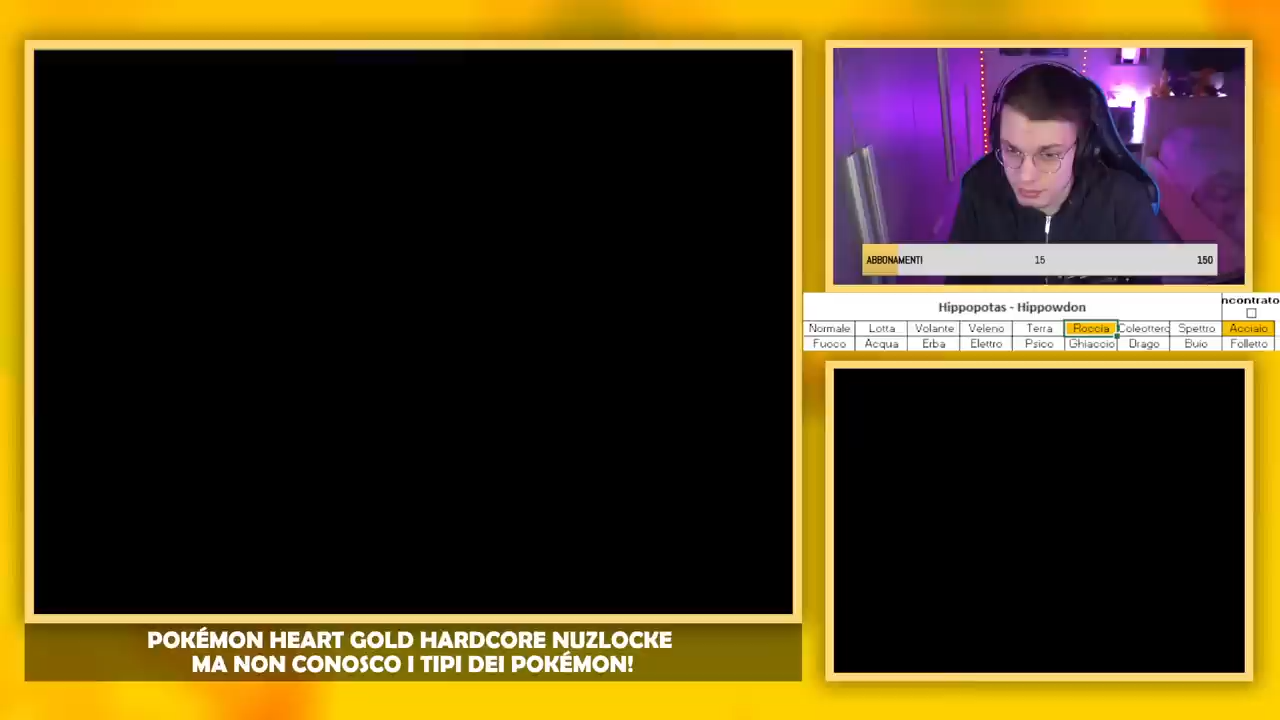 ABBONAMENTI 15 150
Hippopotas - Hippowdon
ncontrato
Normale Lotta Volante Veleno Terra Roccia Coleottero Spettro Acciaio
Fuoco Acqua Erba Elettro Psico Ghiaccio Drago Buio Folletto
POKÉMON HEART GOLD HARDCORE NUZLOCKE
MA NON CONOSCO I TIPI DEI POKÉMON!